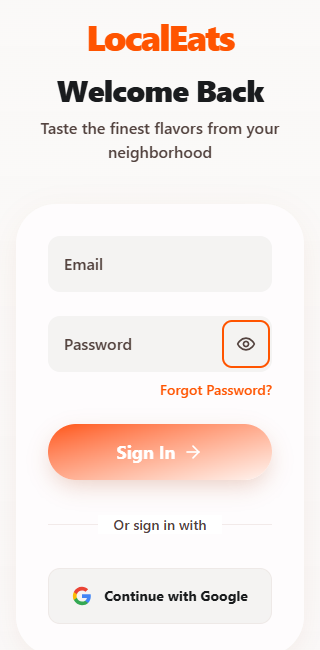 LocalEats
Welcome Back
Taste the finest flavors from your
neighborhood
Email
Password
Forgot Password?
Sign In
Or sign in with
Continue with Google